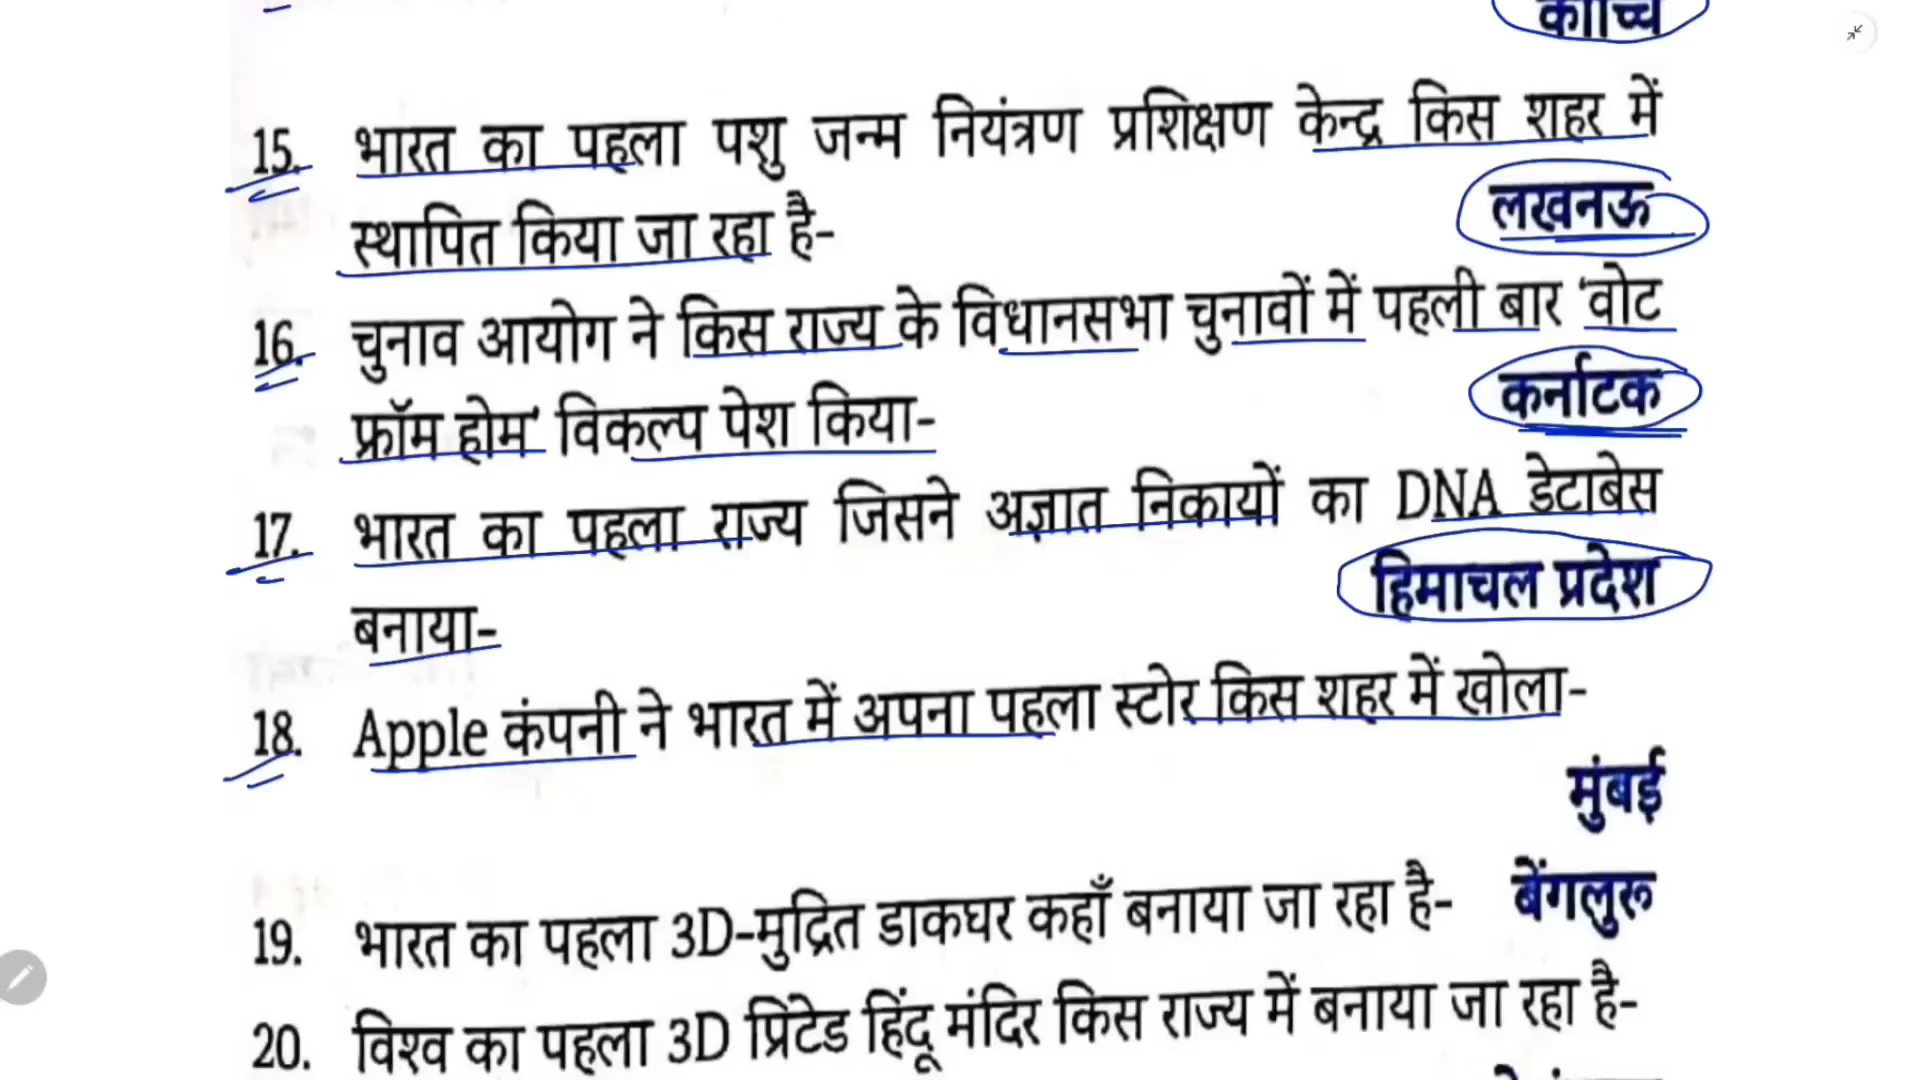 कोच्चि
15. भारत का पहला पशु जन्म नियंत्रण प्रशिक्षण केन्द्र किस शहर में
स्थापित किया जा रहा है- लखनऊ
16. चुनाव आयोग ने किस राज्य के विधानसभा चुनावों में पहली बार 'वोट
फ्रॉम होम' विकल्प पेश किया- कर्नाटक
17. भारत का पहला राज्य जिसने अज्ञात निकायों का DNA डेटाबेस
बनाया- हिमाचल प्रदेश
18. Apple कंपनी ने भारत में अपना पहला स्टोर किस शहर में खोला-
मुंबई
19. भारत का पहला 3D-मुद्रित डाकघर कहाँ बनाया जा रहा है- बेंगलुरू
20. विश्व का पहला 3D प्रिंटेड हिंदू मंदिर किस राज्य में बनाया जा रहा है-